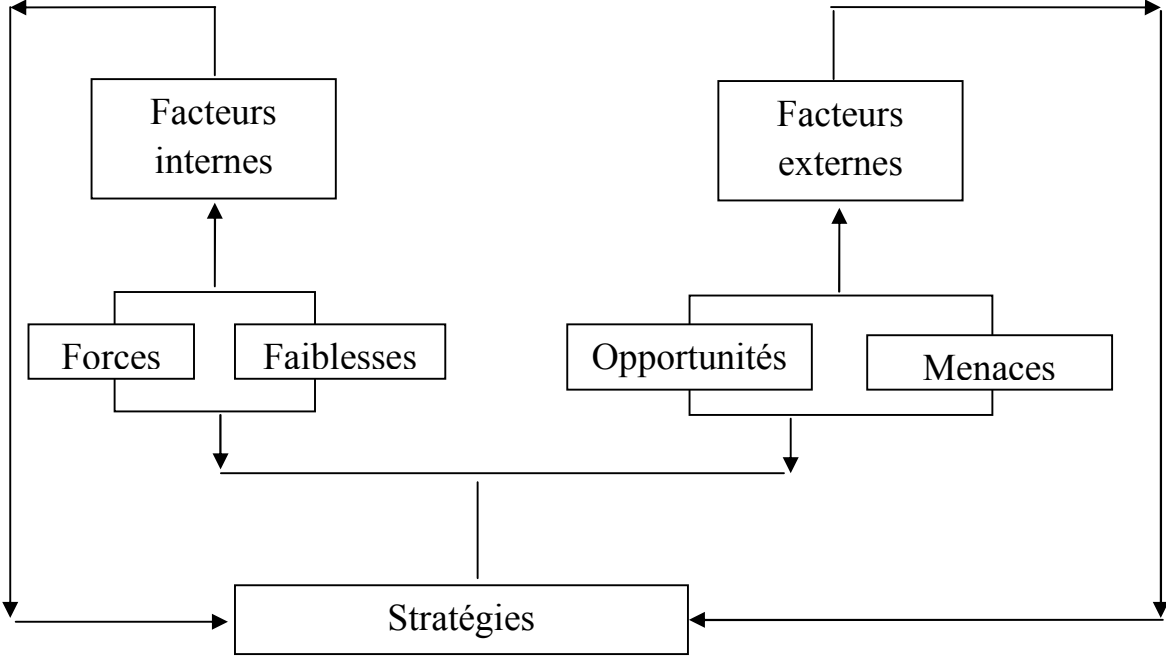 Facteurs
internes
Facteurs
externes
Forces
Faiblesses
Opportunités
Menaces
Stratégies